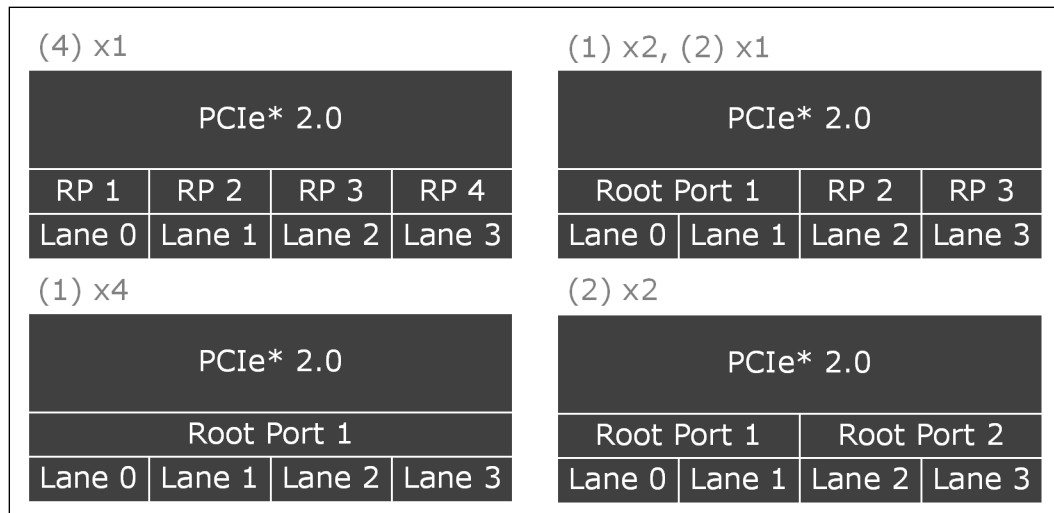 (4) x1
PCIe* 2.0
RP 1 RP 2 RP 3 RP 4
Lane 0 Lane 1 Lane 2 Lane 3
(1) x2, (2) x1
PCIe* 2.0
Root Port 1 RP 2 RP 3
Lane 0 Lane 1 Lane 2 Lane 3
(1) x4
PCIe* 2.0
Root Port 1
Lane 0 Lane 1 Lane 2 Lane 3
(2) x2
PCIe* 2.0
Root Port 1 Root Port 2
Lane 0 Lane 1 Lane 2 Lane 3